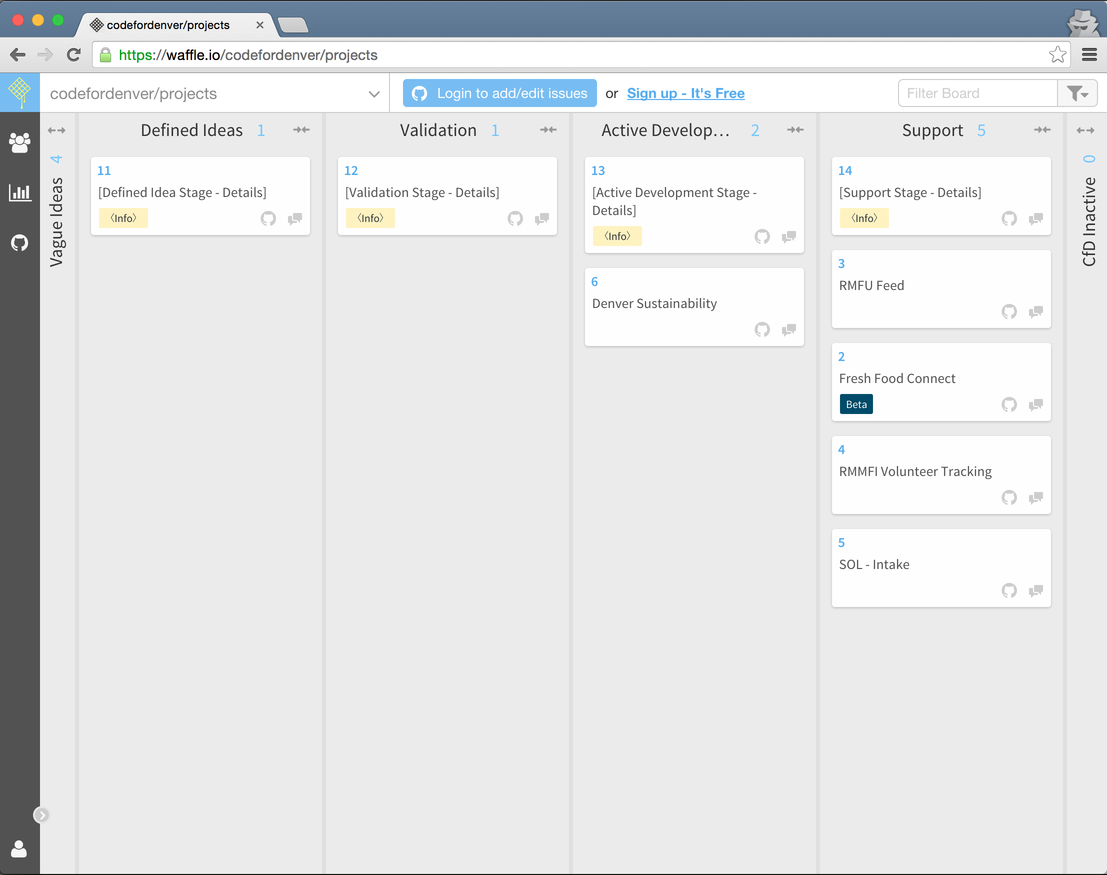 codefordenver/projects
https://waffle.io/codefordenver/projects
codefordenver/projects
Login to add/edit issues
or
Sign up - It's Free
Filter Board
4
Vague Ideas
Defined Ideas 1
11
[Defined Idea Stage - Details]
〈Info〉
Validation 1
12
[Validation Stage - Details]
〈Info〉
Active Develop... 2
13
[Active Development Stage -
Details]
〈Info〉
6
Denver Sustainability
Support 5
14
[Support Stage - Details]
〈Info〉
3
RMFU Feed
2
Fresh Food Connect
Beta
4
RMMFI Volunteer Tracking
5
SOL - Intake
0
CfD Inactive